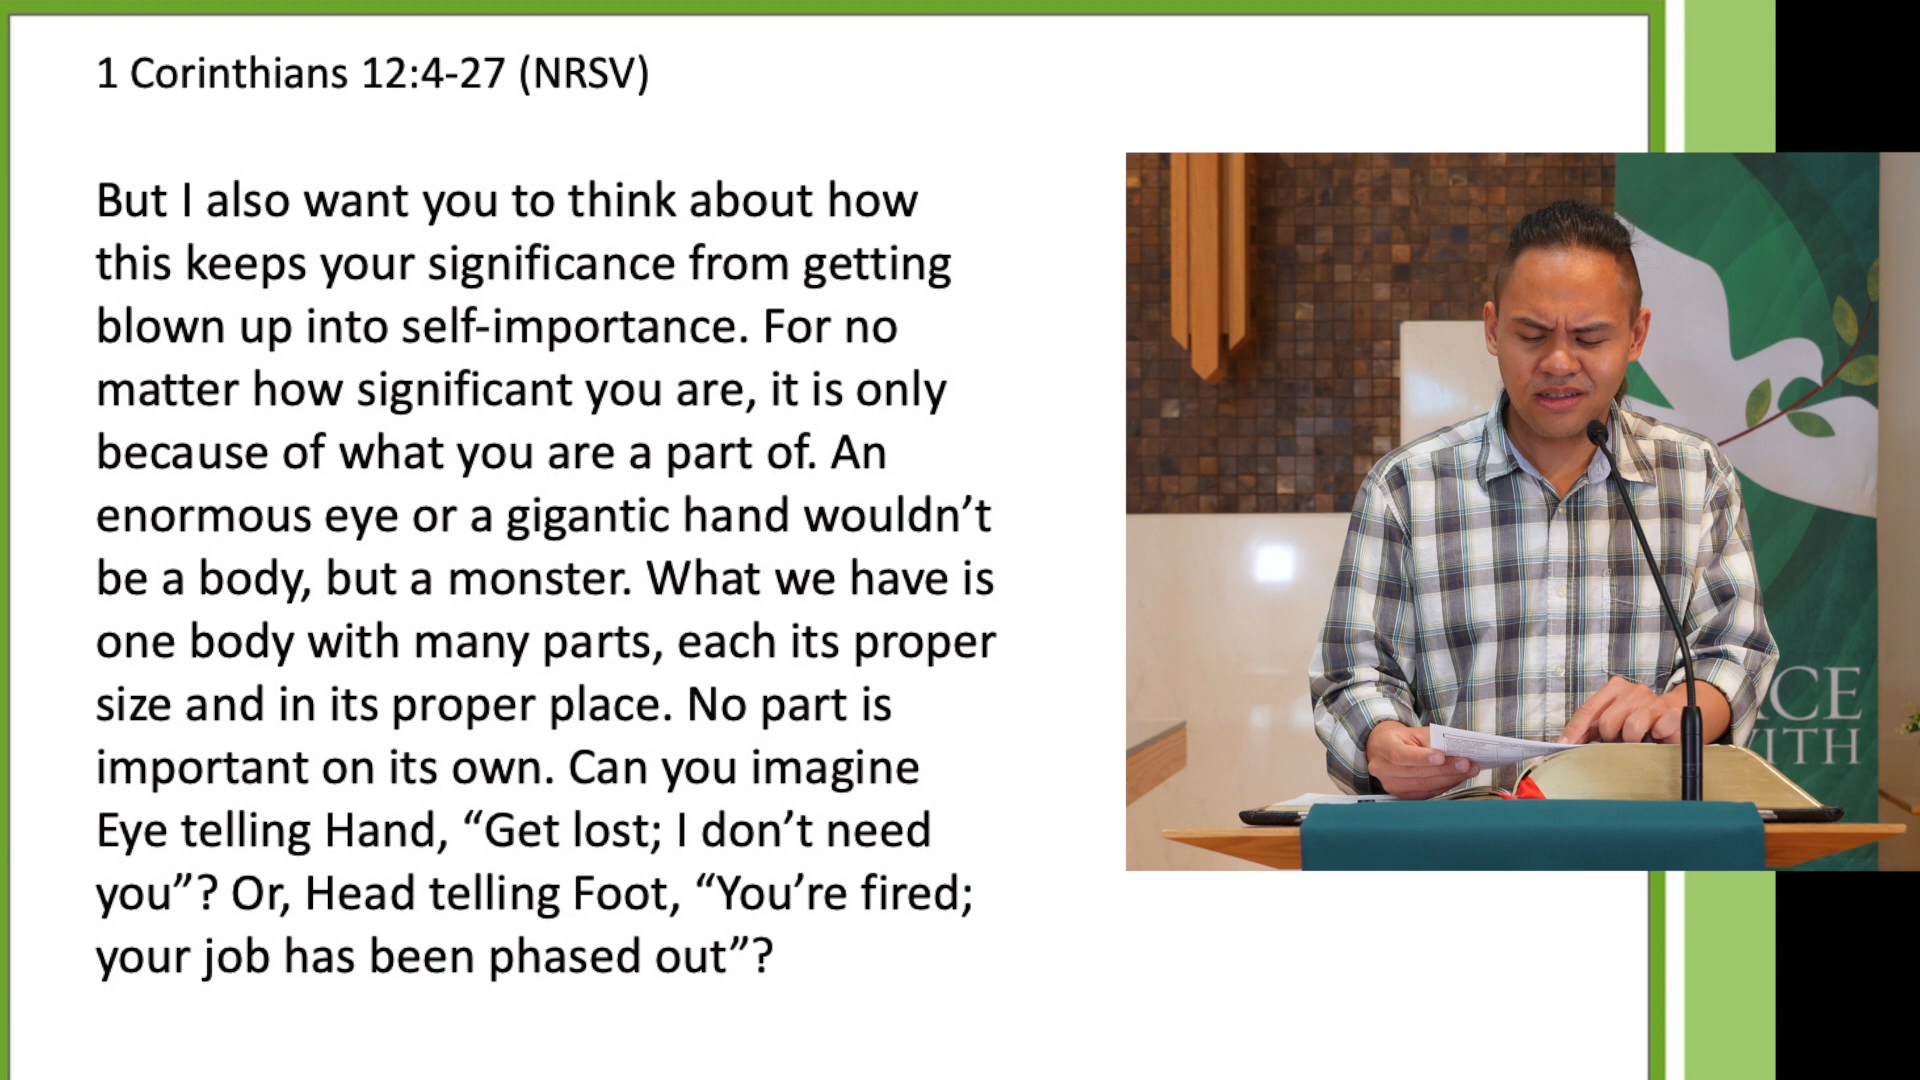 1 Corinthians 12:4-27 (NRSV)
But I also want you to think about how
this keeps your significance from getting
blown up into self-importance. For no
matter how significant you are, it is only
because of what you are a part of. An
enormous eye or a gigantic hand wouldn’t
be a body, but a monster. What we have is
one body with many parts, each its proper
size and in its proper place. No part is
important on its own. Can you imagine
Eye telling Hand, “Get lost; I don’t need
you”? Or, Head telling Foot, “You’re fired;
your job has been phased out”?